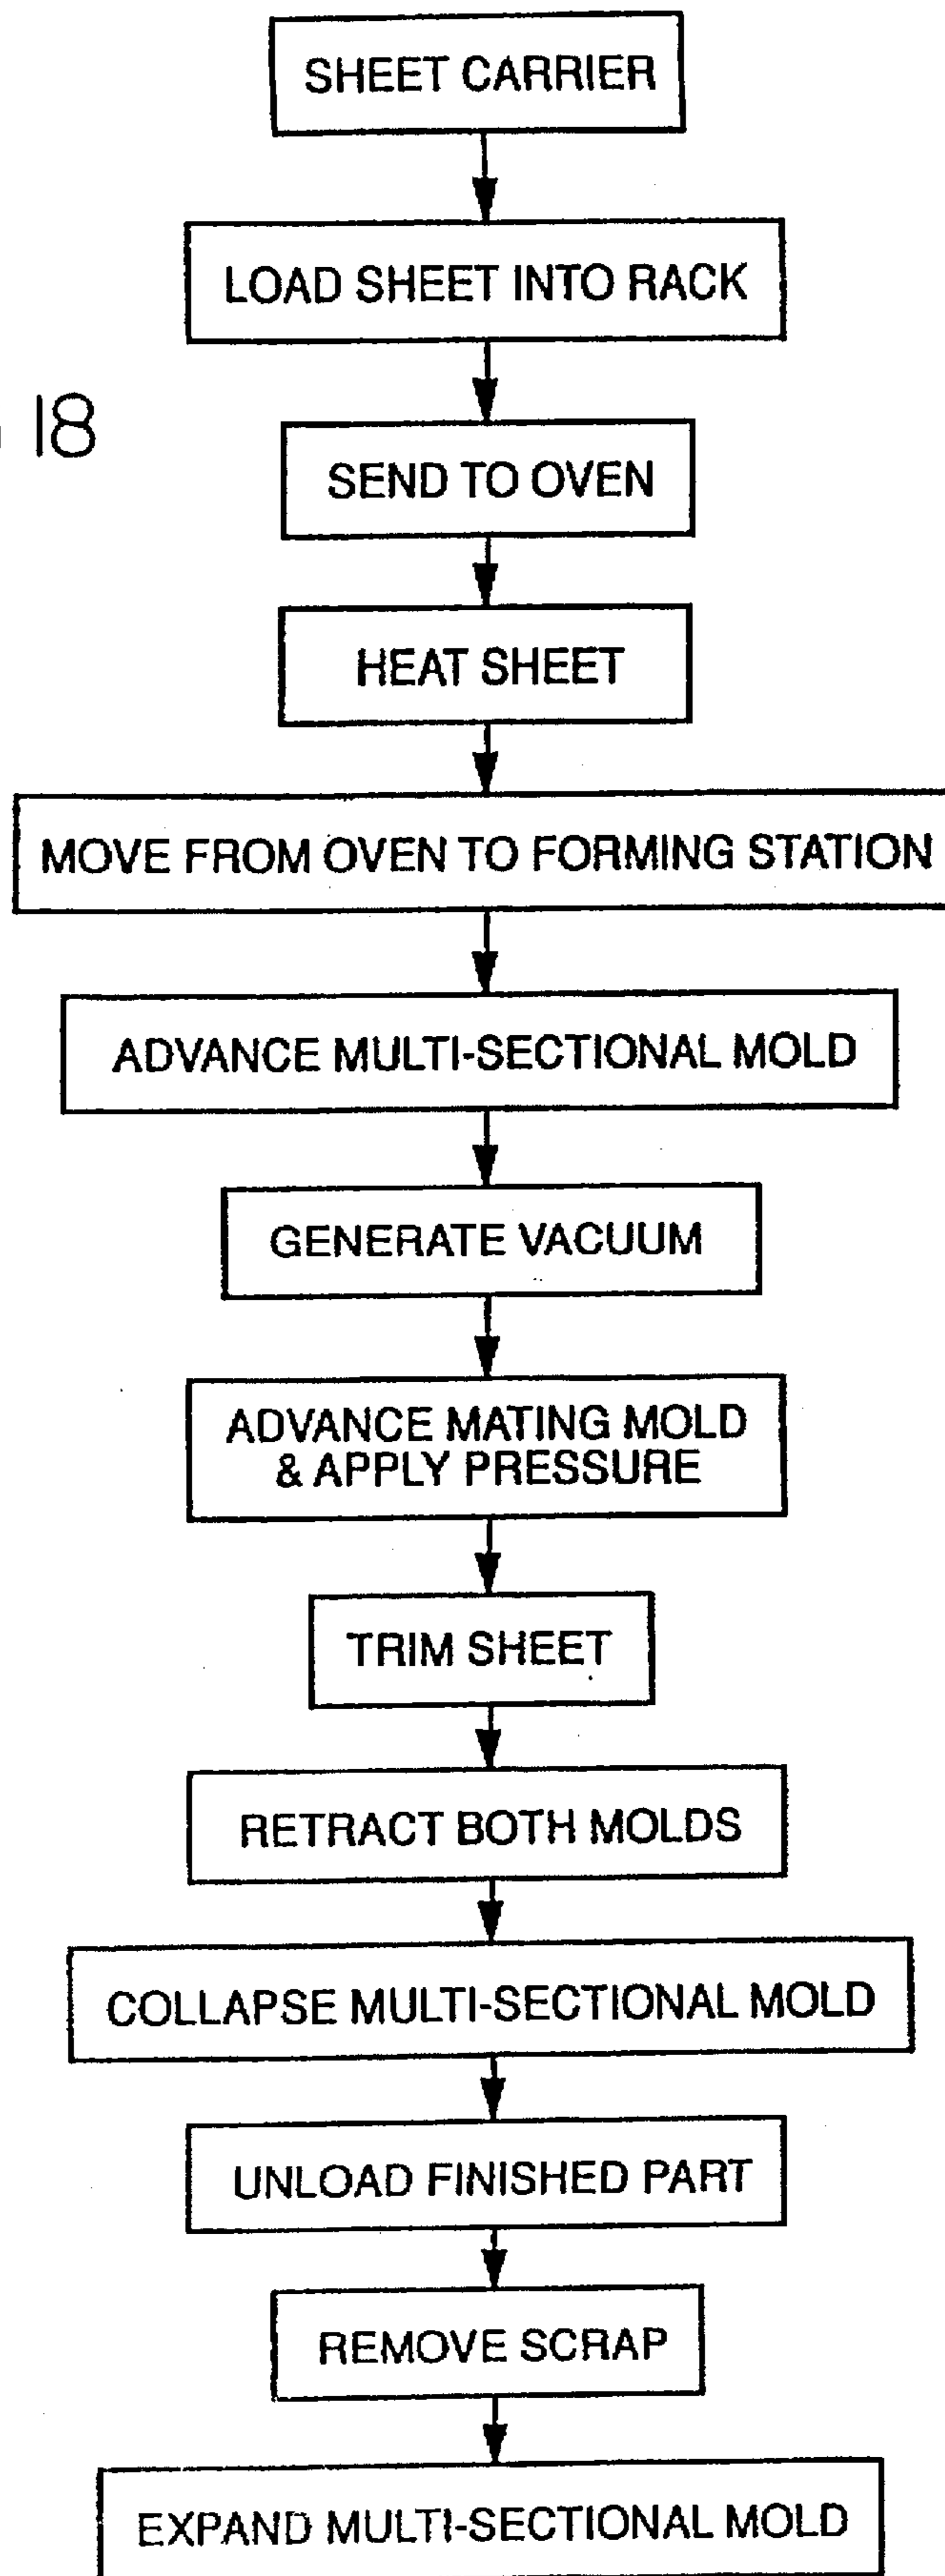 SHEET CARRIER
LOAD SHEET INTO RACK
18
SEND TO OVEN
HEAT SHEET
MOVE FROM OVEN TO FORMING STATION
ADVANCE MULTI-SECTIONAL MOLD
GENERATE VACUUM
ADVANCE MATING MOLD
& APPLY PRESSURE
TRIM SHEET
RETRACT BOTH MOLDS
COLLAPSE MULTI-SECTIONAL MOLD
UNLOAD FINISHED PART
REMOVE SCRAP
EXPAND MULTI-SECTIONAL MOLD